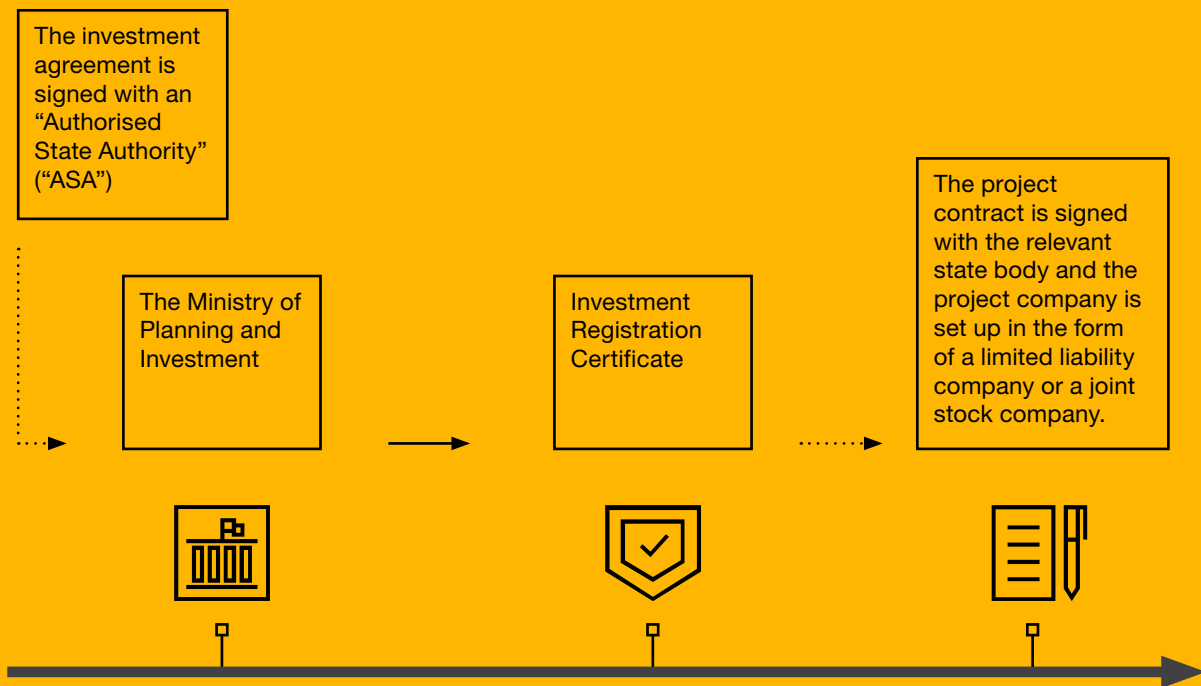 The investment
agreement is
signed with an
“Authorised
State Authority”
(“ASA”)
The Ministry of
Planning and
Investment
Investment
Registration
Certificate
The project
contract is signed
with the relevant
state body and the
project company is
set up in the form
of a limited liability
company or a joint
stock company.